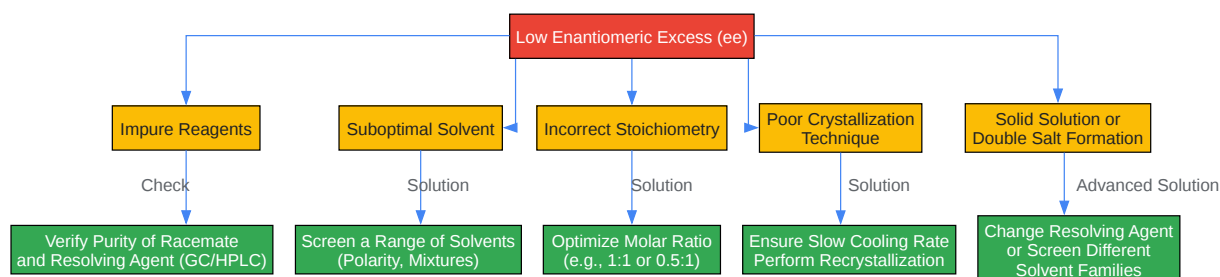 Low Enantiomeric Excess (ee)
Impure Reagents
Suboptimal Solvent
Incorrect Stoichiometry
Poor Crystallization
Technique
Solid Solution or
Double Salt Formation
Check
Solution
Solution
Solution
Advanced Solution
Verify Purity of Racemate
and Resolving Agent (GC/HPLC)
Screen a Range of Solvents
(Polarity, Mixtures)
Optimize Molar Ratio
(e.g., 1:1 or 0.5:1)
Ensure Slow Cooling Rate
Perform Recrystallization
Change Resolving Agent
or Screen Different
Solvent Families